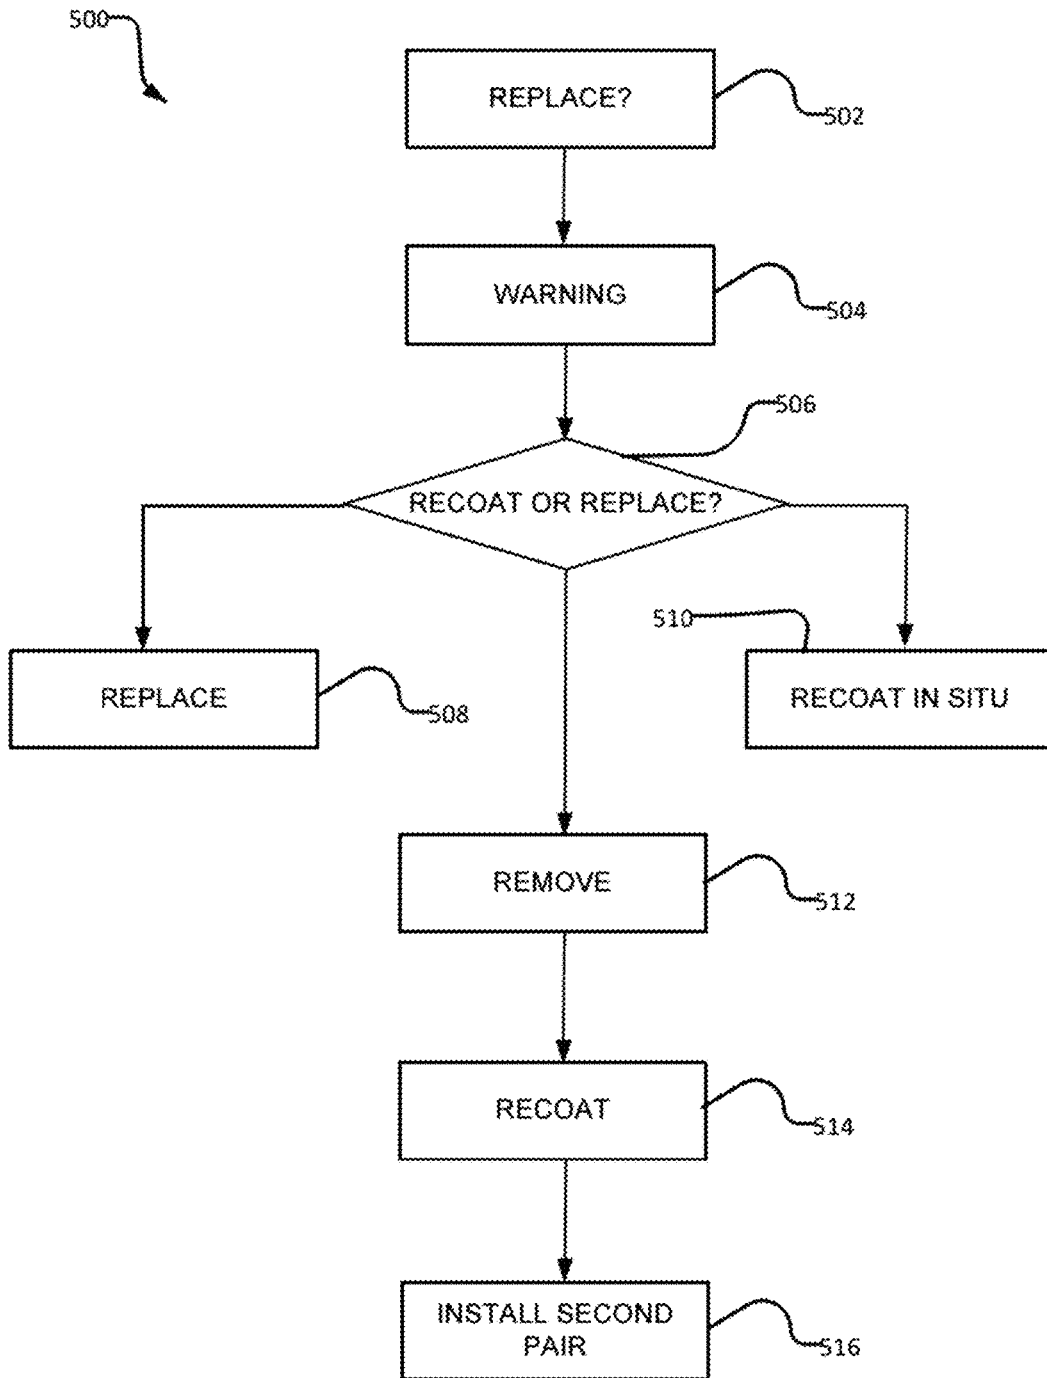 500
REPLACE?
502
WARNING
504
506
RECOAT OR REPLACE?
510
REPLACE
508
RECOAT IN SITU
REMOVE
512
RECOAT
514
INSTALL SECOND
PAIR
516